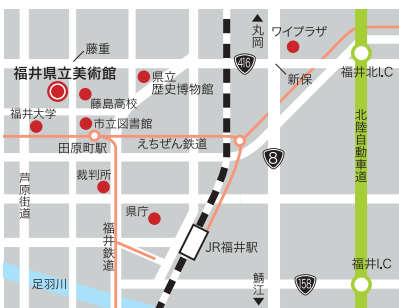 丸岡
ワイプラザ
藤重
416
福井県立美術館
県立
歴史博物館
新保
福井北I.C
藤島高校
福井大学
市立図書館
えちぜん鉄道
田原町駅
北陸自動車道
8
芦原街道
裁判所
県庁
福井鉄道
JR福井駅
福井I.C
足羽川
鯖江
158